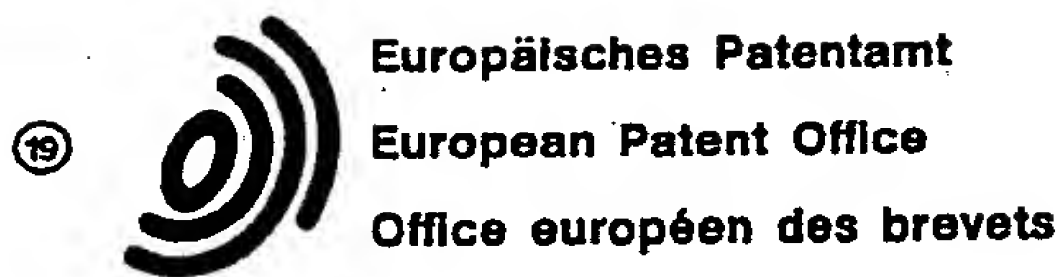 19
Europäisches Patentamt
European Patent Office
Office européen des brevets